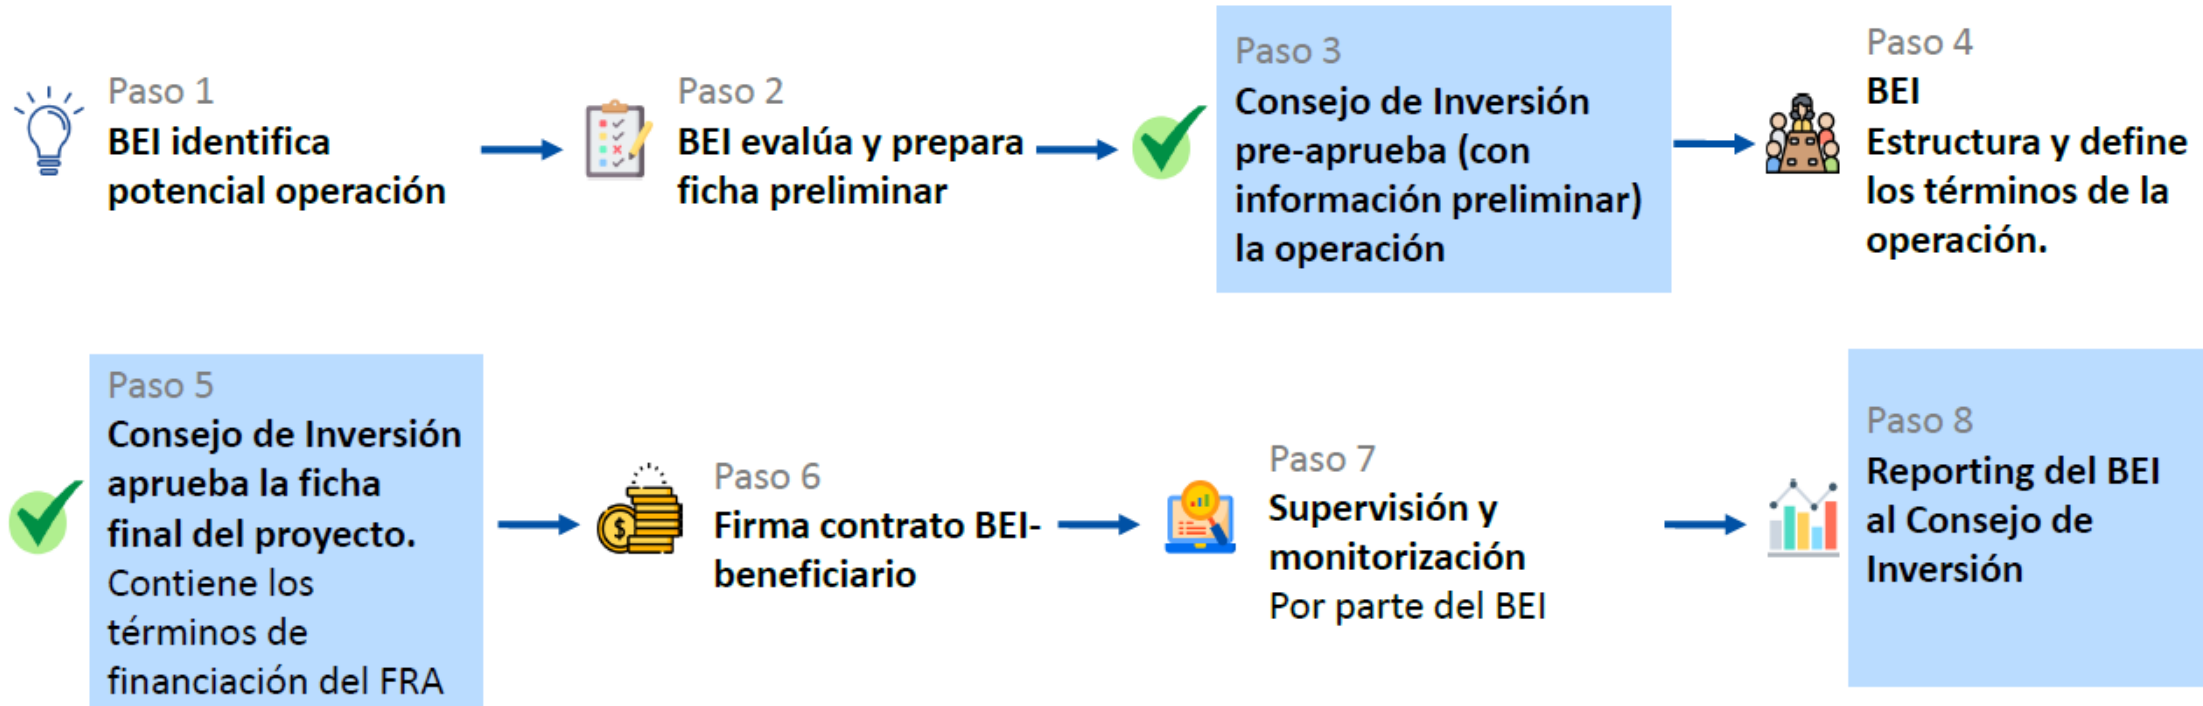 Paso 1
BEI identifica
potencial operación
Paso 2
BEI evalúa y prepara
ficha preliminar
Paso 3
Consejo de Inversión
pre-aprueba (con
información preliminar)
la operación
Paso 4
BEI
Estructura y define
los términos de la
operación.
Paso 5
Consejo de Inversión
aprueba la ficha
final del proyecto.
Contiene los
términos de
financiación del FRA
Paso 6
Firma contrato BEI-
beneficiario
Paso 7
Supervisión y
monitorización
Por parte del BEI
Paso 8
Reporting del BEI
al Consejo de
Inversión